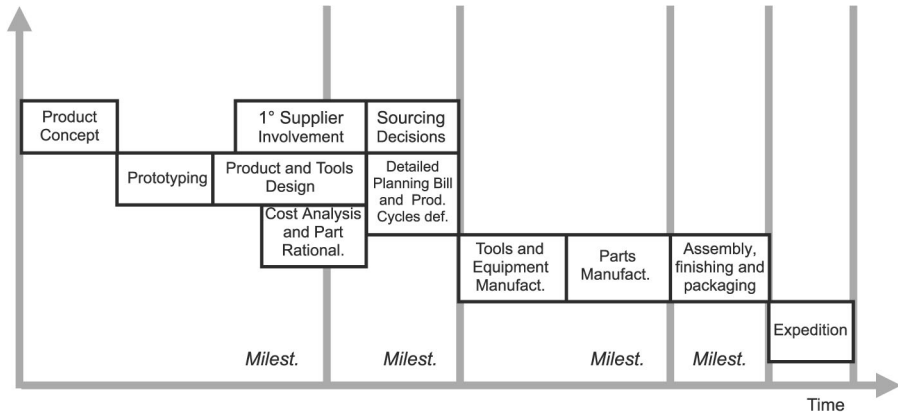 Product
Concept
1° Supplier
Involvement
Sourcing
Decisions
Prototyping
Product and Tools
Design
Detailed
Planning Bill
and Prod.
Cycles def.
Cost Analysis
and Part
Rational.
Tools and
Equipment
Manufact.
Parts
Manufact.
Assembly,
finishing and
packaging
Expedition
Milest.
Milest.
Milest.
Milest.
Time